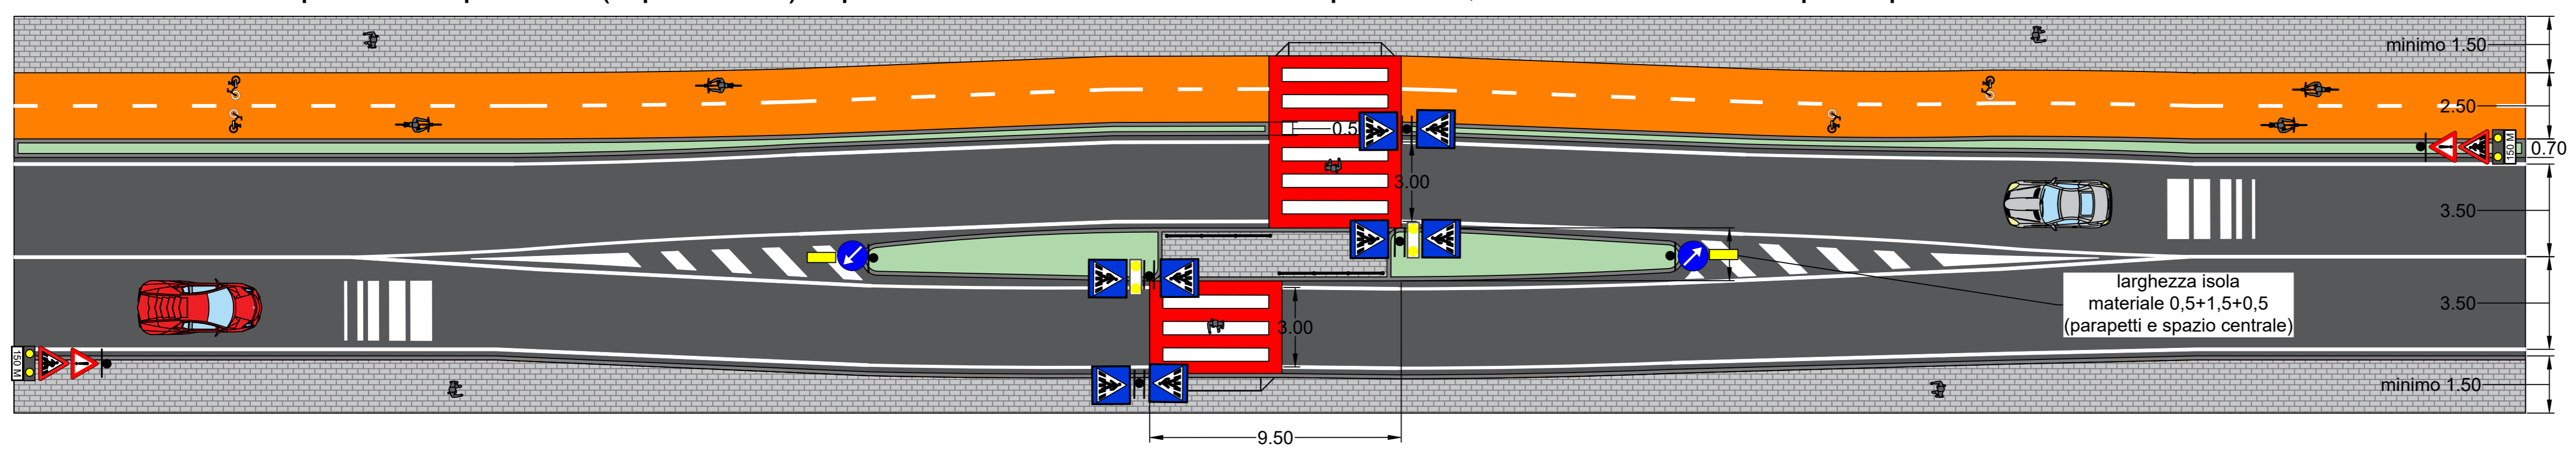 minimo 1.50
2.50
0.5
150 M
0.70
3.00
3.50
larghezza isola
materiale 0,5+1,5+0,5
(parapetti e spazio centrale)
3.50
3.00
150 M
minimo 1.50
9.50